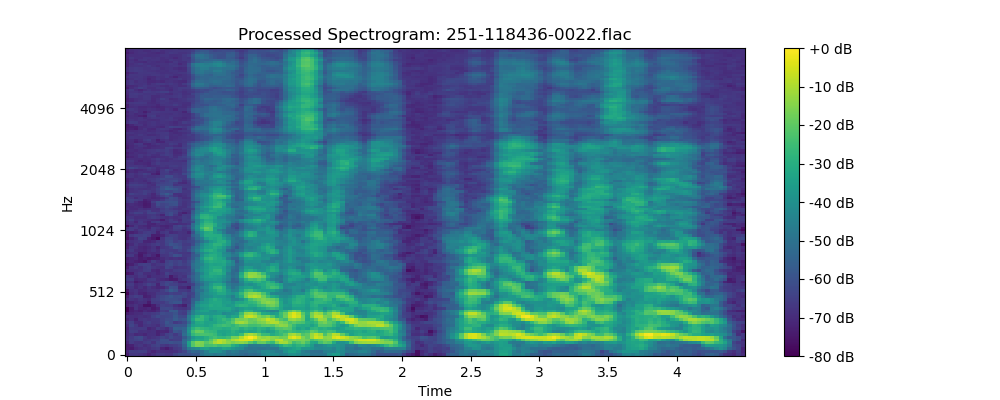 Processed Spectrogram: 251-118436-0022.flac
Hz
4096
2048
1024
512
0
0
0.5
1
1.5
2
2.5
3
3.5
4
Time
+0 dB
-10 dB
-20 dB
-30 dB
-40 dB
-50 dB
-60 dB
-70 dB
-80 dB